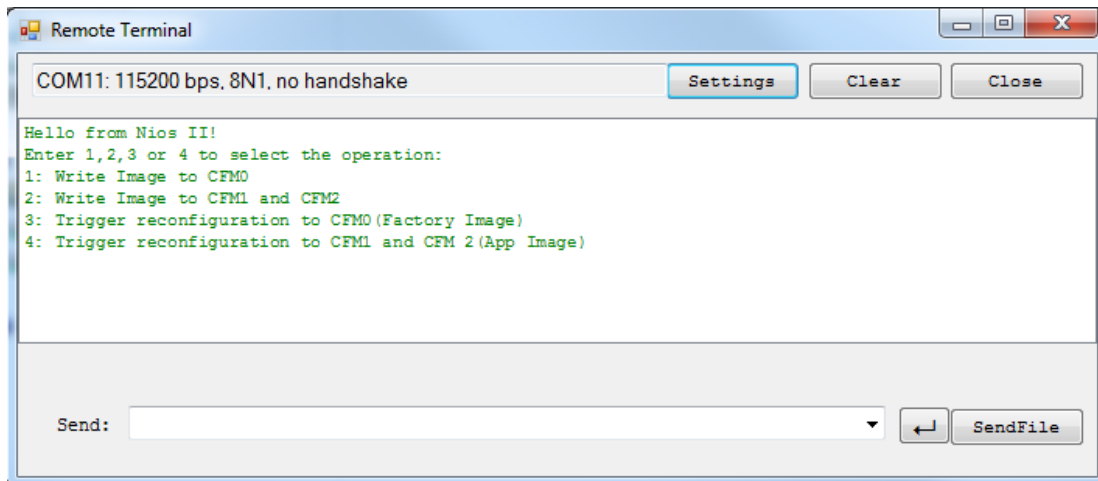 Remote Terminal
COM11: 115200 bps, 8N1, no handshake
Settings
Clear
Close
Hello from Nios II!
Enter 1,2,3 or 4 to select the operation:
1: Write Image to CFM0
2: Write Image to CFM1 and CFM2
3: Trigger reconfiguration to CFM0(Factory Image)
4: Trigger reconfiguration to CFM1 and CFM 2(App Image)
Send:
SendFile